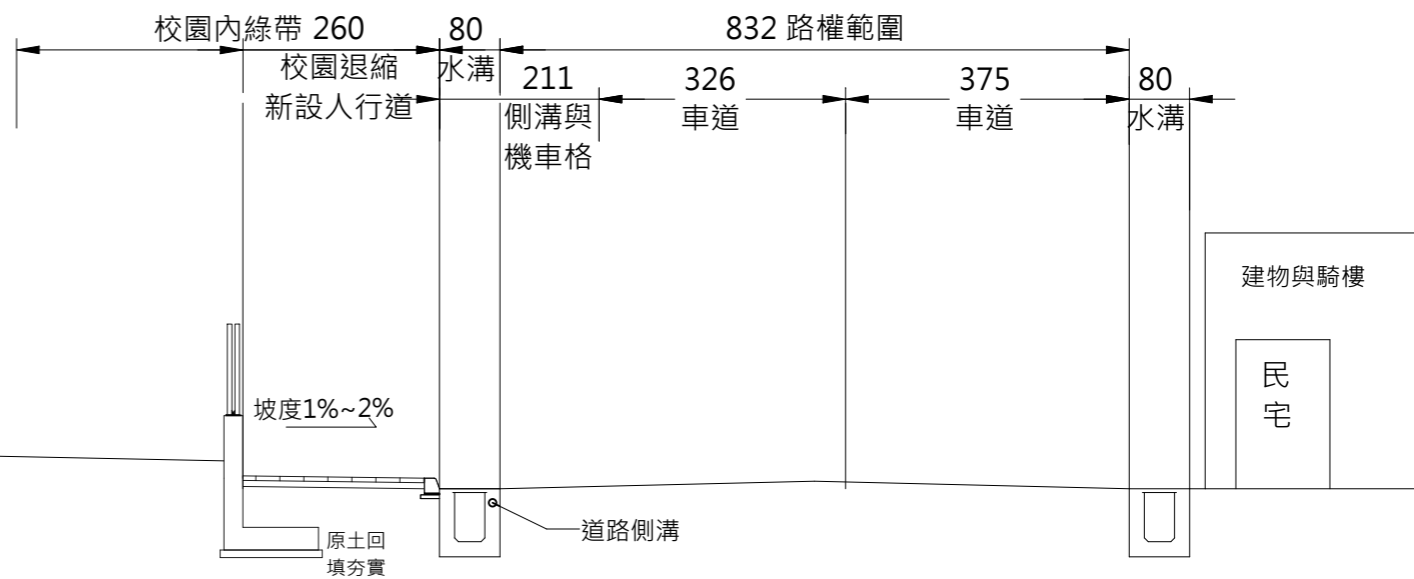 校園內綠帶 260 80 832 路權範圍
校園退縮 水溝
新設人行道
211 326 375 80
側溝與 車道 車道 水溝
機車格
建物與騎樓
民
宅
坡度1%~2%
道路側溝
原土回
填夯實